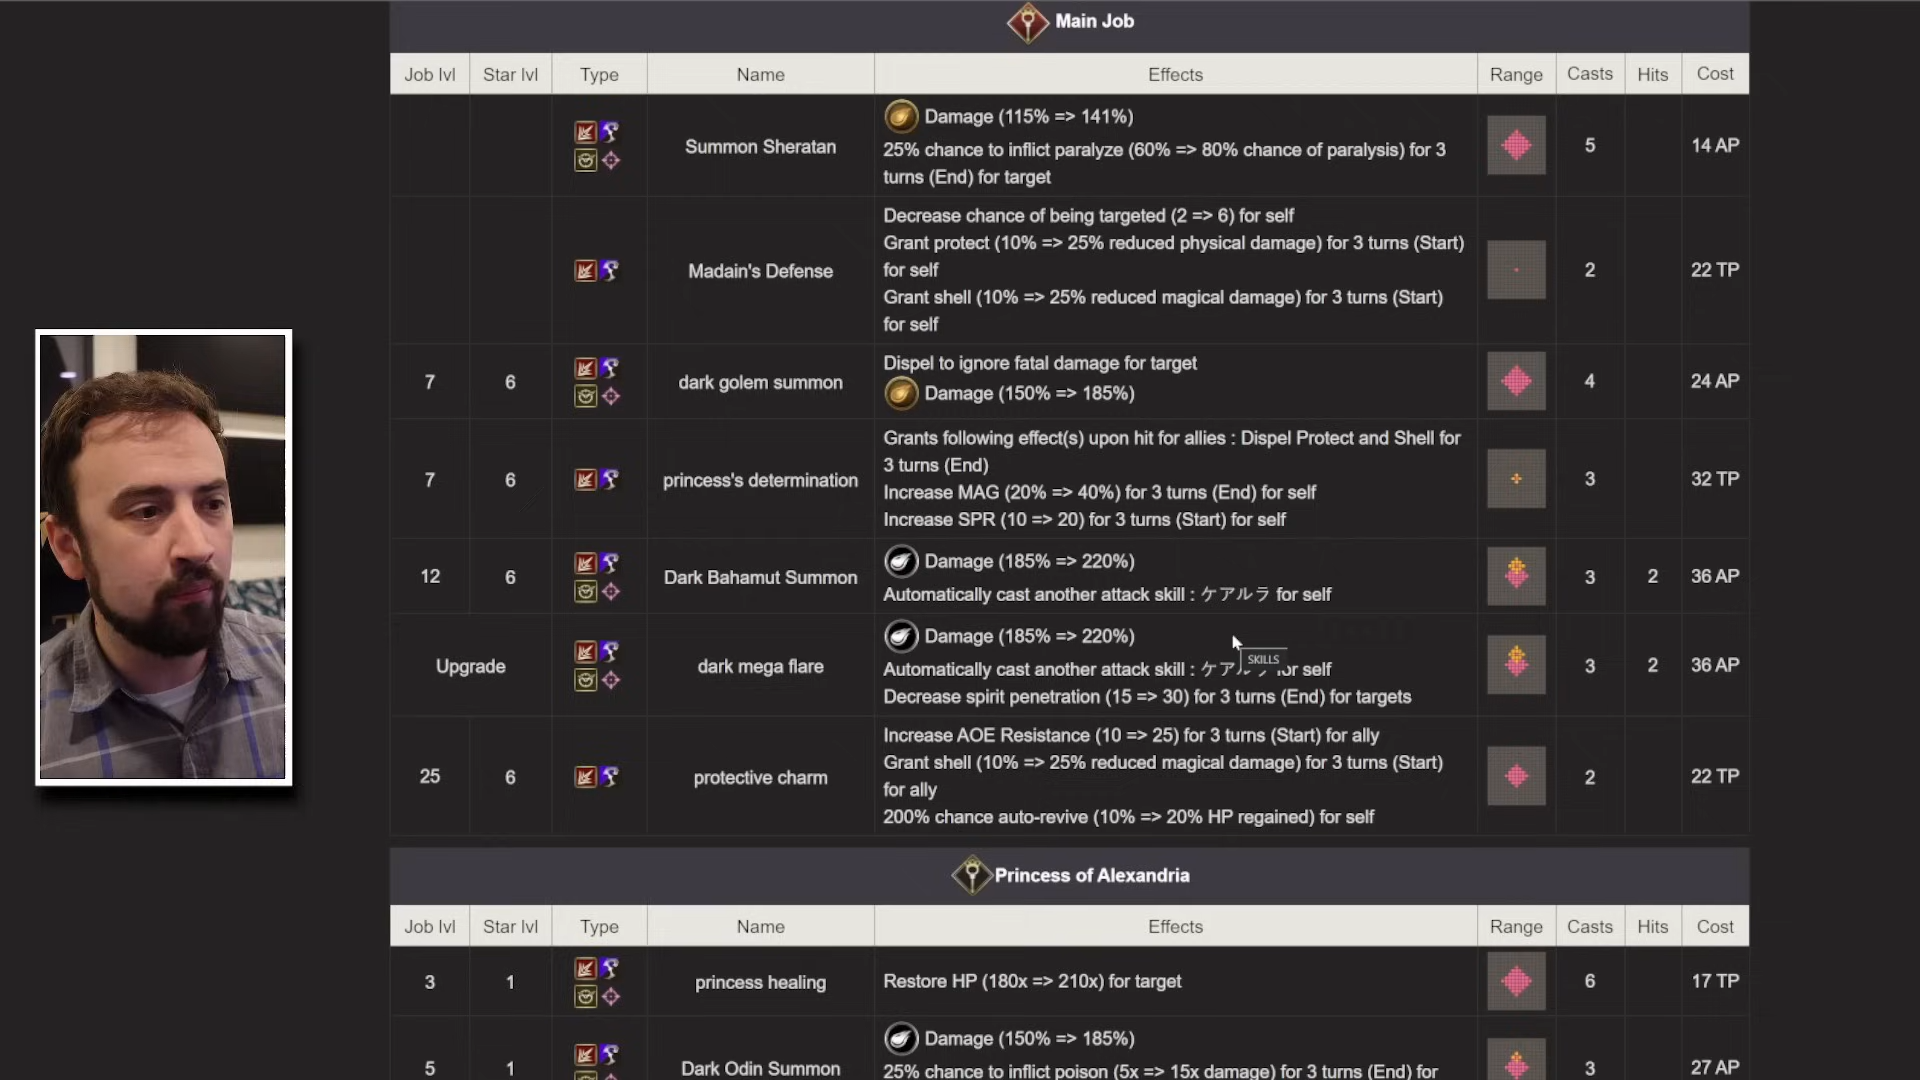 Main Job
Job lvl Star lvl Type Name Effects Range Casts Hits Cost
Damage (115% => 141%)
Summon Sheratan 25% chance to inflict paralyze (60% => 80% chance of paralysis) for 3 5 14 AP
turns (End) for target
Decrease chance of being targeted (2 => 6) for self
Grant protect (10% => 25% reduced physical damage) for 3 turns (Start)
Madain's Defense for self 2 22 TP
Grant shell (10% => 25% reduced magical damage) for 3 turns (Start)
for self
Dispel to ignore fatal damage for target
7 6 dark golem summon 4 24 AP
Damage (150% => 185%)
Grants following effect(s) upon hit for allies : Dispel Protect and Shell for
3 turns (End)
7 6 princess's determination 3 32 TP
Increase MAG (20% => 40%) for 3 turns (End) for self
Increase SPR (10 => 20) for 3 turns (Start) for self
Damage (185% => 220%)
12 6 Dark Bahamut Summon 3 2 36 AP
Automatically cast another attack skill : ケアルラ for self
Damage (185% => 220%)
SKILLS
Upgrade dark mega flare Automatically cast another attack skill : ケア for self 3 2 36 AP
Decrease spirit penetration (15 => 30) for 3 turns (End) for targets
Increase AOE Resistance (10 => 25) for 3 turns (Start) for ally
Grant shell (10% => 25% reduced magical damage) for 3 turns (Start)
25 6 protective charm for ally 2 22 TP
200% chance auto-revive (10% => 20% HP regained) for self
Princess of Alexandria
Job lvl Star lvl Type Name Effects Range Casts Hits Cost
3 1 princess healing Restore HP (180x => 210x) for target 6 17 TP
Damage (150% => 185%)
5 1 Dark Odin Summon 25% chance to inflict poison (5x => 15x damage) for 3 turns (End) for 3 27 AP